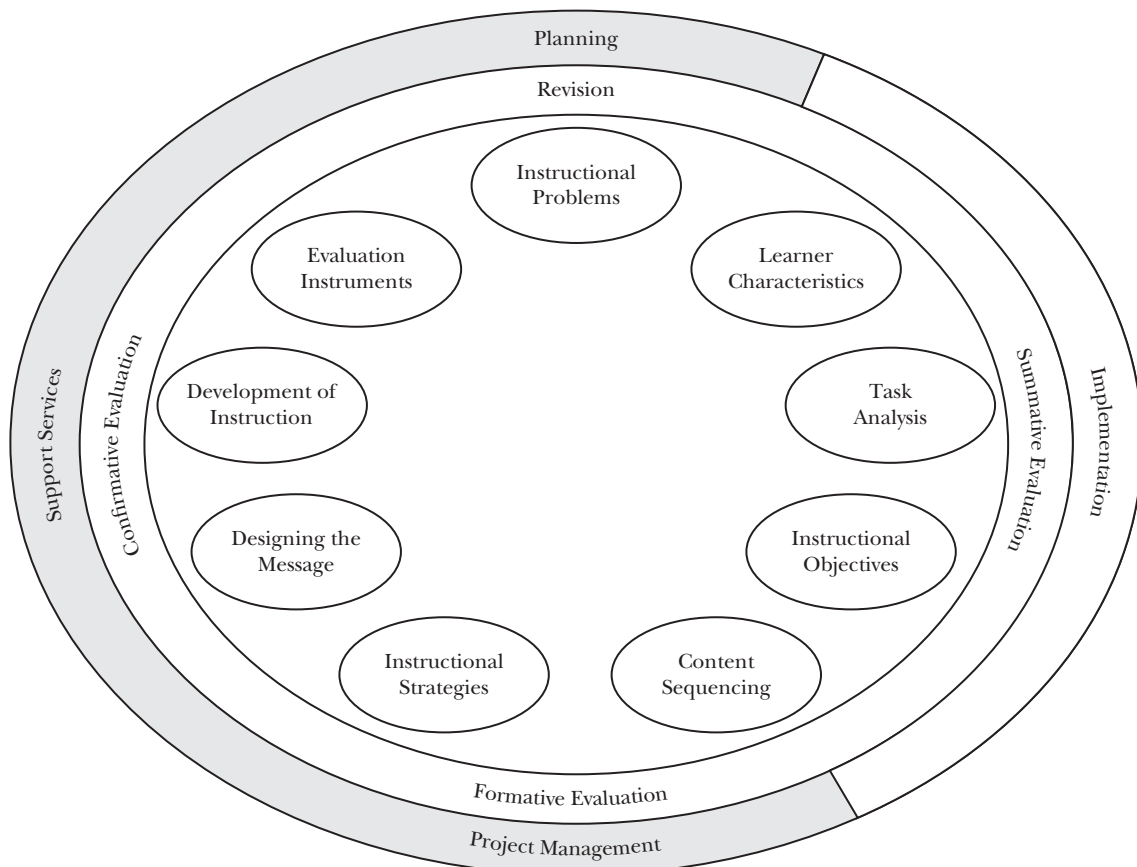 Planning
Revision
Instructional
Problems
Evaluation
Instruments
Learner
Characteristics
Development of
Instruction
Task
Analysis
Support Services
Confirmative Evaluation
Summative Evaluation
Implementation
Designing the
Message
Instructional
Objectives
Instructional
Strategies
Content
Sequencing
Formative Evaluation
Project Management